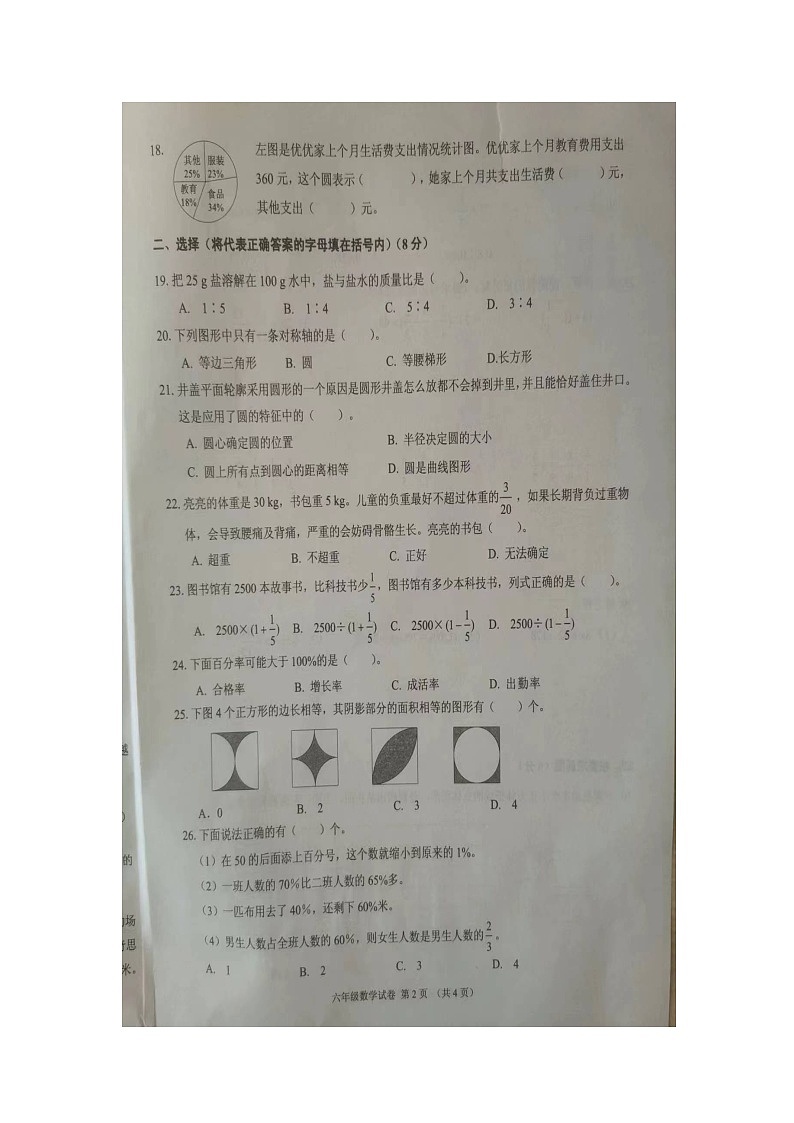 18.
其他 服装
25% 23%
教育 食品
18% 34%
左图是优优家上个月生活费支出情况统计图。优优家上个月教育费用支出
360 元，这个圆表示（　　），她家上个月共支出生活费（　　）元，
其他支出（　　）元。
二、选择（将代表正确答案的字母填在括号内）（8 分）
19. 把 25 g 盐溶解在 100 g 水中，盐与盐水的质量比是（　　）。
A. 1∶5 B. 1∶4 C. 5∶4 D. 3∶4
20. 下列图形中只有一条对称轴的是（　　）。
A. 等边三角形 B. 圆 C. 等腰梯形 D.长方形
21. 井盖平面轮廓采用圆形的一个原因是圆形井盖怎么放都不会掉到井里，并且能恰好盖住井口。
这是应用了圆的特征中的（　　）。
A. 圆心确定圆的位置 B. 半径决定圆的大小
C. 圆上所有点到圆心的距离相等 D. 圆是曲线图形
22. 亮亮的体重是 30 kg，书包重 5 kg。儿童的负重最好不超过体重的3/20，如果长期背负过重物
体，会导致腰痛及背痛，严重的会妨碍骨骼生长。亮亮的书包（　　）。
A. 超重 B. 不超重 C. 正好 D. 无法确定
23. 图书馆有 2500 本故事书，比科技书少1/5，图书馆有多少本科技书，列式正确的是（　　）。
A. 2500×(1+1/5) B. 2500÷(1+1/5) C. 2500×(1−1/5) D. 2500÷(1−1/5)
24. 下面百分率可能大于 100%的是（　　）。
A. 合格率 B. 增长率 C. 成活率 D. 出勤率
25. 下图 4 个正方形的边长相等，其阴影部分的面积相等的图形有（　　）个。
A．0 B. 2 C. 3 D. 4
26. 下面说法正确的有（　　）个。
（1）在 50 的后面添上百分号，这个数就缩小到原来的 1%。
（2）一班人数的 70%比二班人数的 65%多。
（3）一匹布用去了 40%，还剩下 60%米。
（4）男生人数占全班人数的 60%，则女生人数是男生人数的2/3。
A. 1 B. 2 C. 3 D. 4
六年级数学试卷 第 2 页 （共 4 页）
）
的
场
思
米。